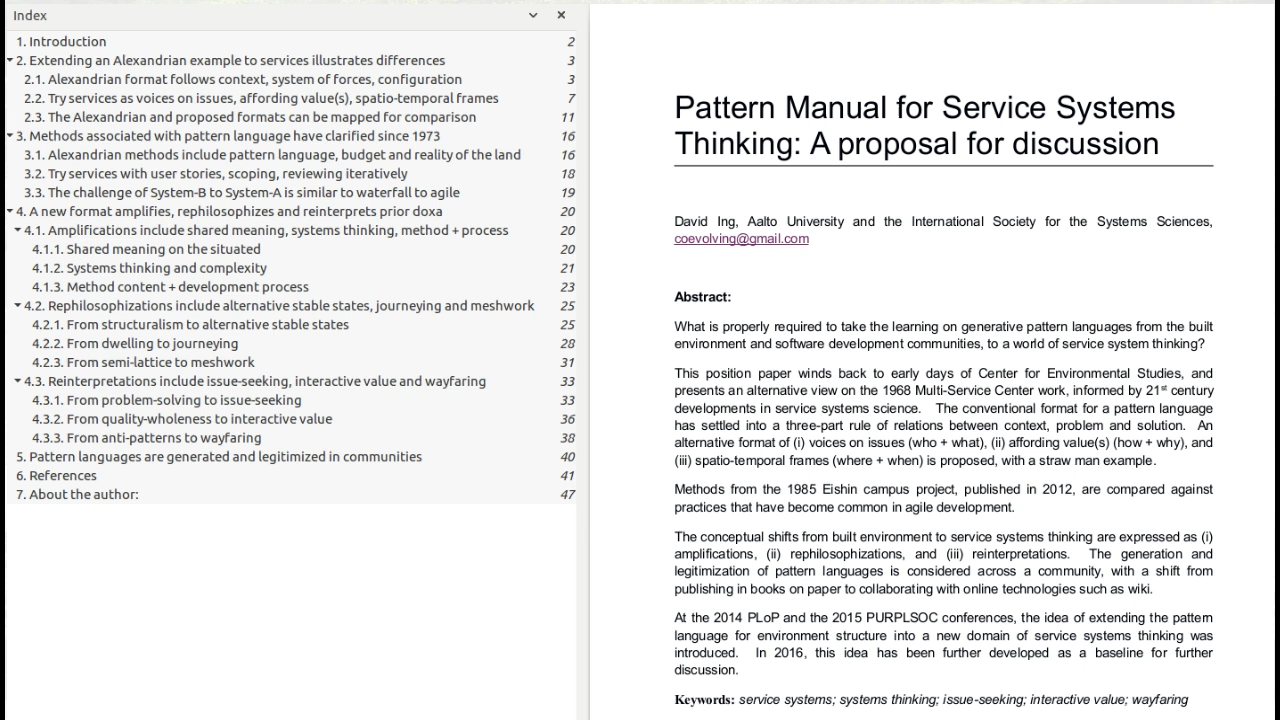 Index
1. Introduction 2
2. Extending an Alexandrian example to services illustrates differences 3
2.1. Alexandrian format follows context, system of forces, configuration 3
2.2. Try services as voices on issues, affording value(s), spatio-temporal frames 7
2.3. The Alexandrian and proposed formats can be mapped for comparison 11
3. Methods associated with pattern language have clarified since 1973 16
3.1. Alexandrian methods include pattern language, budget and reality of the land 16
3.2. Try services with user stories, scoping, reviewing iteratively 18
3.3. The challenge of System-B to System-A is similar to waterfall to agile 19
4. A new format amplifies, rephilosophizes and reinterprets prior doxa 20
4.1. Amplifications include shared meaning, systems thinking, method + process 20
4.1.1. Shared meaning on the situated 20
4.1.2. Systems thinking and complexity 21
4.1.3. Method content + development process 23
4.2. Rephilosophizations include alternative stable states, journeying and meshwork 25
4.2.1. From structuralism to alternative stable states 25
4.2.2. From dwelling to journeying 28
4.2.3. From semi-lattice to meshwork 31
4.3. Reinterpretations include issue-seeking, interactive value and wayfaring 33
4.3.1. From problem-solving to issue-seeking 33
4.3.2. From quality-wholeness to interactive value 36
4.3.3. From anti-patterns to wayfaring 38
5. Pattern languages are generated and legitimized in communities 40
6. References 41
7. About the author: 47
Pattern Manual for Service Systems
Thinking: A proposal for discussion
David Ing, Aalto University and the International Society for the Systems Sciences,
coevolving@gmail.com
Abstract:
What is properly required to take the learning on generative pattern languages from the built
environment and software development communities, to a world of service system thinking?
This position paper winds back to early days of Center for Environmental Studies, and
presents an alternative view on the 1968 Multi-Service Center work, informed by 21st century
developments in service systems science. The conventional format for a pattern language
has settled into a three-part rule of relations between context, problem and solution. An
alternative format of (i) voices on issues (who + what), (ii) affording value(s) (how + why), and
(iii) spatio-temporal frames (where + when) is proposed, with a straw man example.
Methods from the 1985 Eishin campus project, published in 2012, are compared against
practices that have become common in agile development.
The conceptual shifts from built environment to service systems thinking are expressed as (i)
amplifications, (ii) rephilosophizations, and (iii) reinterpretations. The generation and
legitimization of pattern languages is considered across a community, with a shift from
publishing in books on paper to collaborating with online technologies such as wiki.
At the 2014 PLoP and the 2015 PURPLSOC conferences, the idea of extending the pattern
language for environment structure into a new domain of service systems thinking was
introduced. In 2016, this idea has been further developed as a baseline for further
discussion.
Keywords: service systems; systems thinking; issue-seeking; interactive value; wayfaring